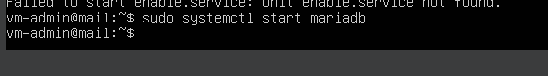 Failed to start enable.service: Unit enable.service not found.
vm-admin@mail:~$ sudo systemctl start mariadb
vm-admin@mail:~$